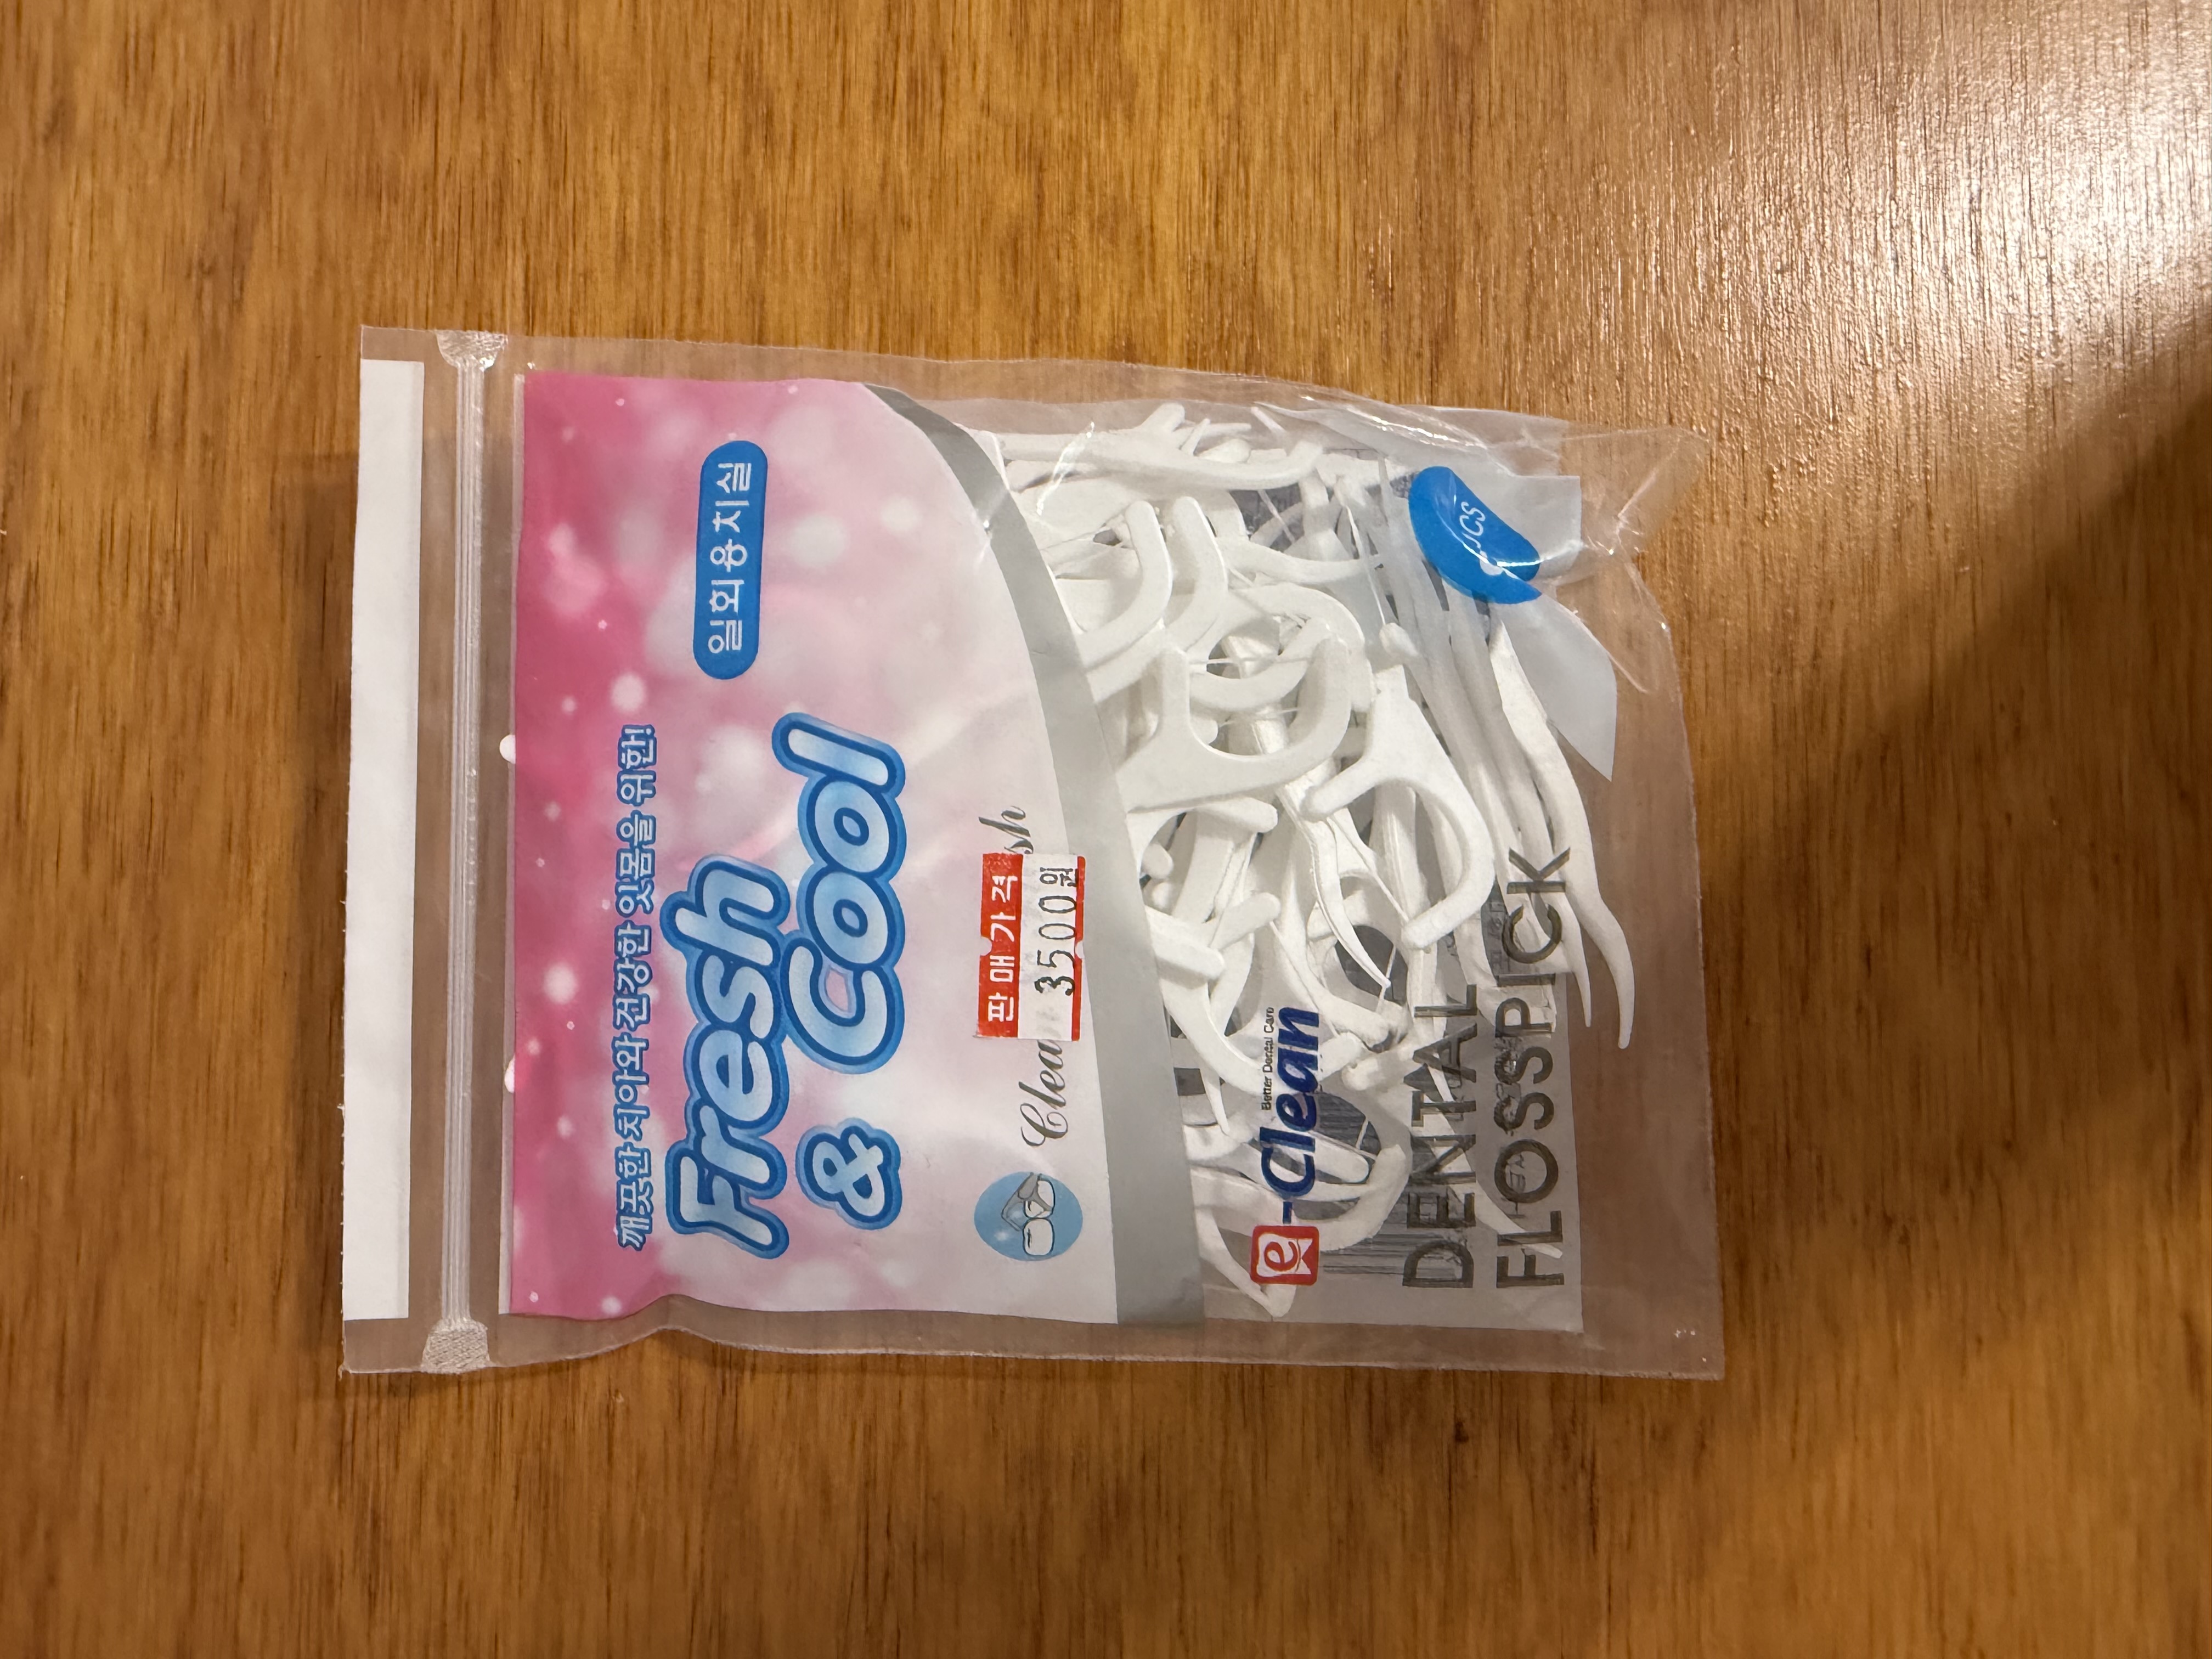 깨끗한 치아와 건강한 잇몸을 위한!
Fresh
& Cool
일회용치실
판매가격
3500원
e-Clean
Better Dental Care
DENTAL
FLOSSPICK